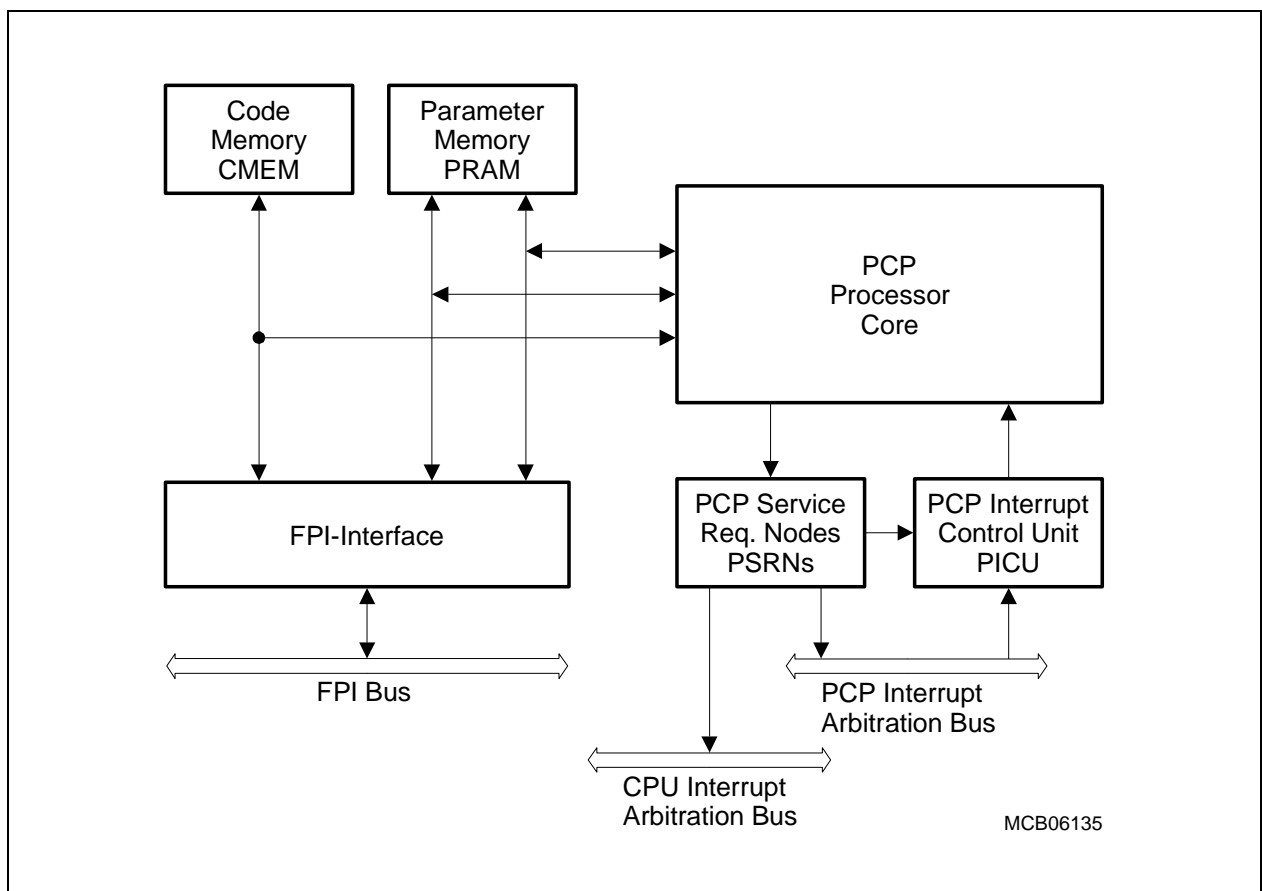 Code
Memory
CMEM
Parameter
Memory
PRAM
PCP
Processor
Core
FPI-Interface
PCP Service
Req. Nodes
PSRNs
PCP Interrupt
Control Unit
PICU
FPI Bus
PCP Interrupt
Arbitration Bus
CPU Interrupt
Arbitration Bus
MCB06135